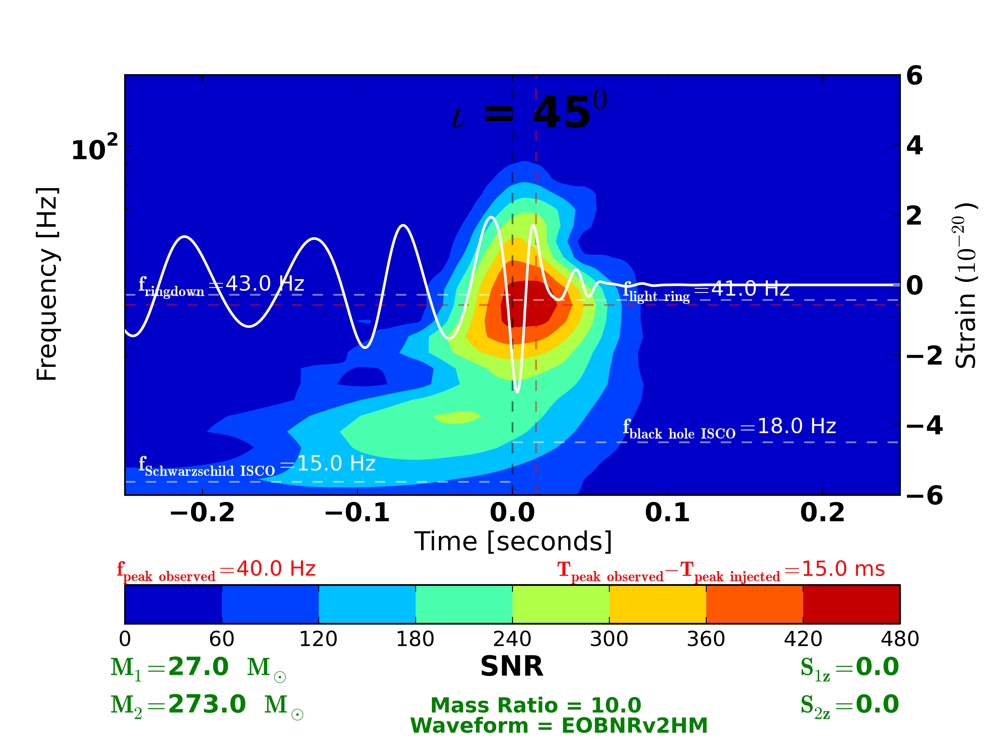 ι = 45⁰
10²
Frequency [Hz]
6
4
2
0
−2
−4
−6
Strain (10⁻²⁰)
f_ringdown=43.0 Hz
f_light ring=41.0 Hz
f_black hole ISCO=18.0 Hz
f_Schwarzschild ISCO=15.0 Hz
−0.2 −0.1 0.0 0.1 0.2
Time [seconds]
f_peak observed=40.0 Hz
T_peak observed−T_peak injected=15.0 ms
0 60 120 180 240 300 360 420 480
SNR
M₁=27.0 M_⊙
M₂=273.0 M_⊙
Mass Ratio = 10.0
Waveform = EOBNRv2HM
S_1z=0.0
S_2z=0.0